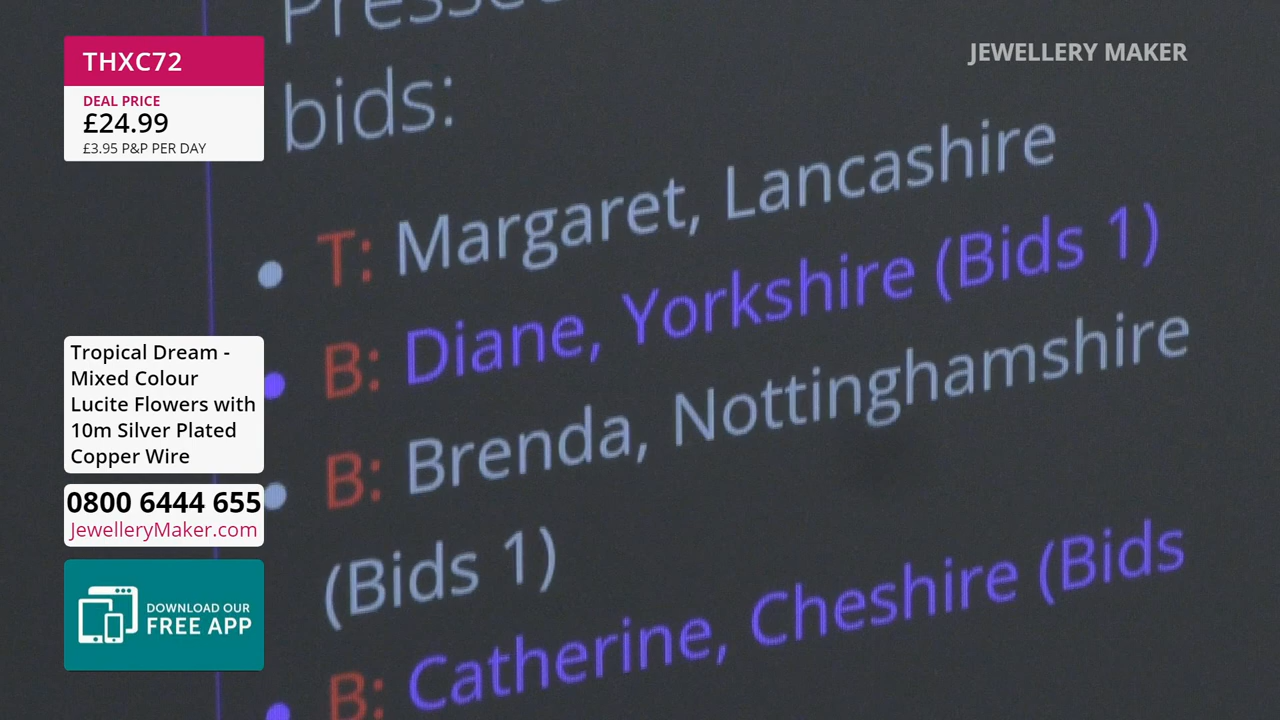 THXC72
DEAL PRICE
£24.99
£3.95 P&P PER DAY
JEWELLERY MAKER
Pressed
bids:
T: Margaret, Lancashire
B: Diane, Yorkshire (Bids 1)
B: Brenda, Nottinghamshire
(Bids 1)
B: Catherine, Cheshire (Bids
Tropical Dream -
Mixed Colour
Lucite Flowers with
10m Silver Plated
Copper Wire
0800 6444 655
JewelleryMaker.com
DOWNLOAD OUR
FREE APP